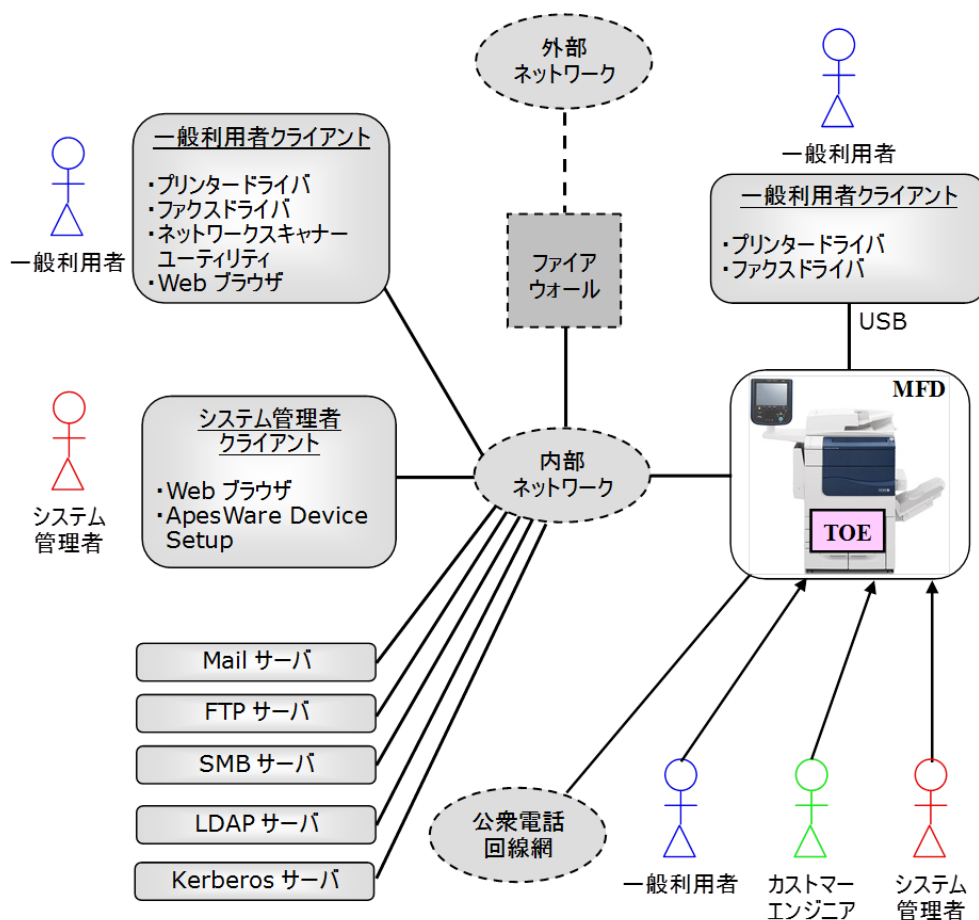 外部
ネットワーク
一般利用者
一般利用者クライアント
・プリンタードライバ
・ファクスドライバ
・ネットワークスキャナー
ユーティリティ
・Web ブラウザ
一般利用者
ファイア
ウォール
一般利用者クライアント
・プリンタードライバ
・ファクスドライバ
USB
MFD
TOE
システム管理者
クライアント
・Web ブラウザ
・ApesWare Device
Setup
システム
管理者
内部
ネットワーク
Mail サーバ
FTP サーバ
SMB サーバ
LDAP サーバ
Kerberos サーバ
公衆電話
回線網
一般利用者
カストマー
エンジニア
システム
管理者